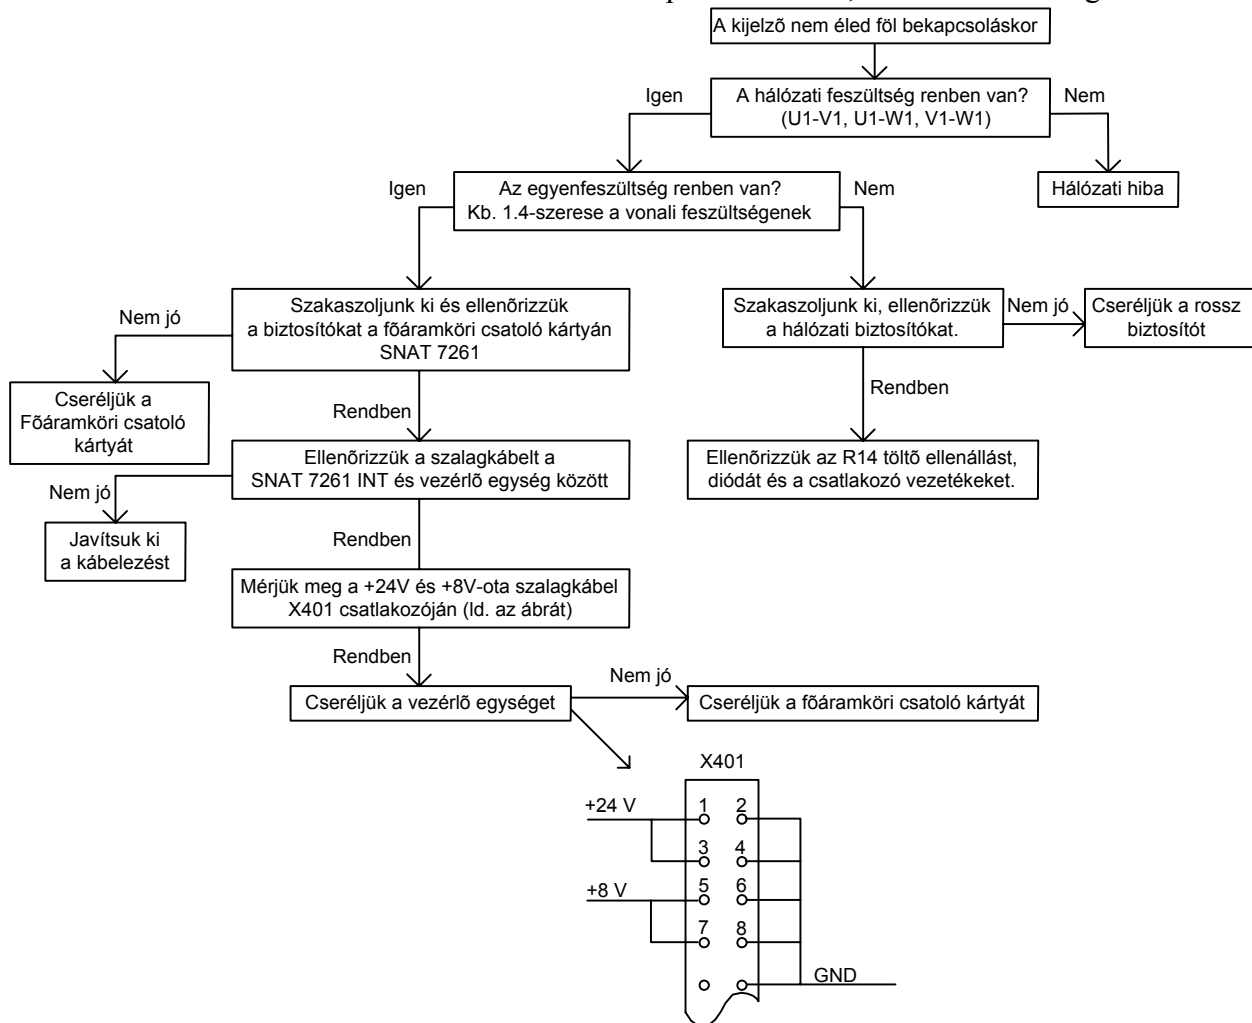 A kijelzõ nem éled föl bekapcsoláskor
Igen
A hálózati feszültség renben van?
(U1-V1, U1-W1, V1-W1)
Nem
Hálózati hiba
Igen
Az egyenfeszültség renben van?
Kb. 1.4-szerese a vonali feszültségenek
Nem
Szakaszoljunk ki és ellenõrizzük
a biztosítókat a fõáramköri csatoló kártyán
SNAT 7261
Nem jó
Szakaszoljunk ki, ellenõrizzük
a hálózati biztosítókat.
Nem jó
Cseréljük a rossz
biztosítót
Cseréljük a
Fõáramköri csatoló
kártyát
Rendben
Rendben
Ellenõrizzük a szalagkábelt a
SNAT 7261 INT és vezérlõ egység között
Ellenõrizzük az R14 töltõ ellenállást,
diódát és a csatlakozó vezetékeket.
Nem jó
Javítsuk ki
a kábelezést
Rendben
Mérjük meg a +24V és +8V-ota szalagkábel
X401 csatlakozóján (ld. az ábrát)
Rendben
Cseréljük a vezérlõ egységet
Nem jó
Cseréljük a fõáramköri csatoló kártyát
X401
+24 V
1 2
3 4
+8 V
5 6
7 8
GND